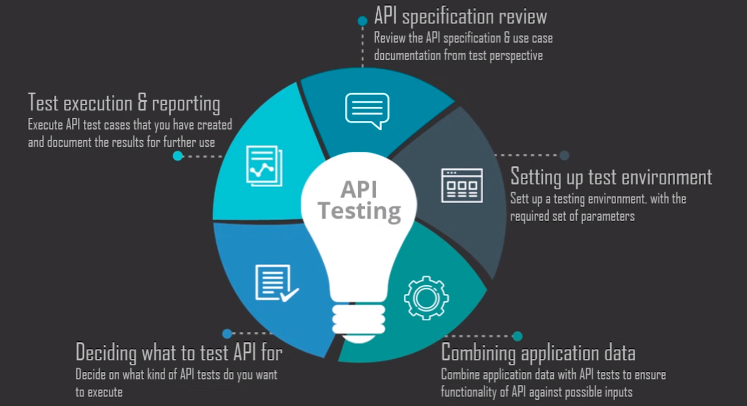 API specification review
Review the API specification & use case
documentation from test perspective
Test execution & reporting
Execute API test cases that you have created
and document the results for further use
API
Testing
Setting up test environment
Sett up a testing environment, with the
required set of parameters
Deciding what to test API for
Decide on what kind of API tests do you want
to execute
Combining application data
Combine application data with API tests to ensure
functionality of API against possible inputs